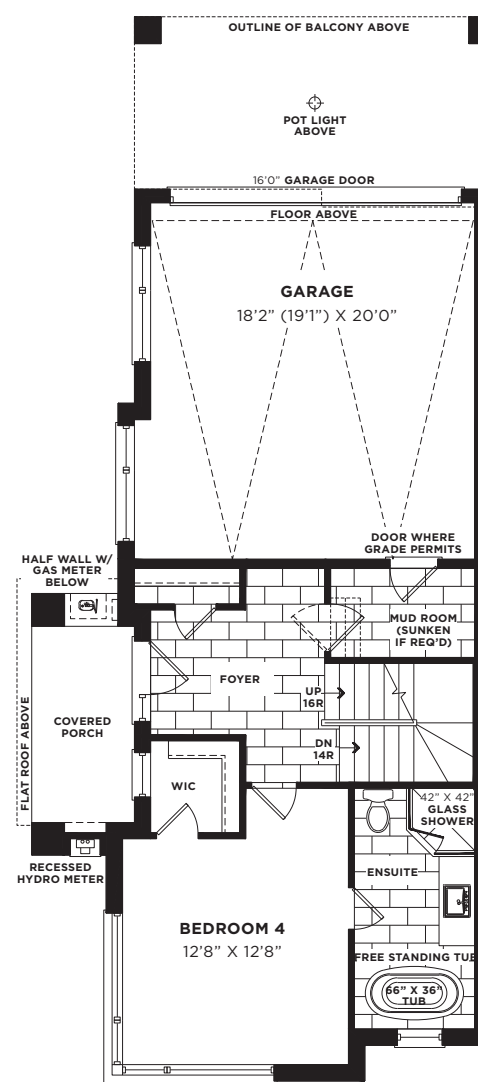 OUTLINE OF BALCONY ABOVE
POT LIGHT
ABOVE
16'0" GARAGE DOOR
FLOOR ABOVE
GARAGE
18'2" (19'1") X 20'0"
DOOR WHERE
GRADE PERMITS
HALF WALL W/
GAS METER
BELOW
MUD ROOM
(SUNKEN
IF REQ'D)
FOYER
UP
16R
COVERED
PORCH
FLAT ROOF ABOVE
DN
14R
WIC
42" X 42"
GLASS
SHOWER
RECESSED
HYDRO METER
ENSUITE
BEDROOM 4
12'8" X 12'8"
FREE STANDING TUB
66" X 36"
TUB